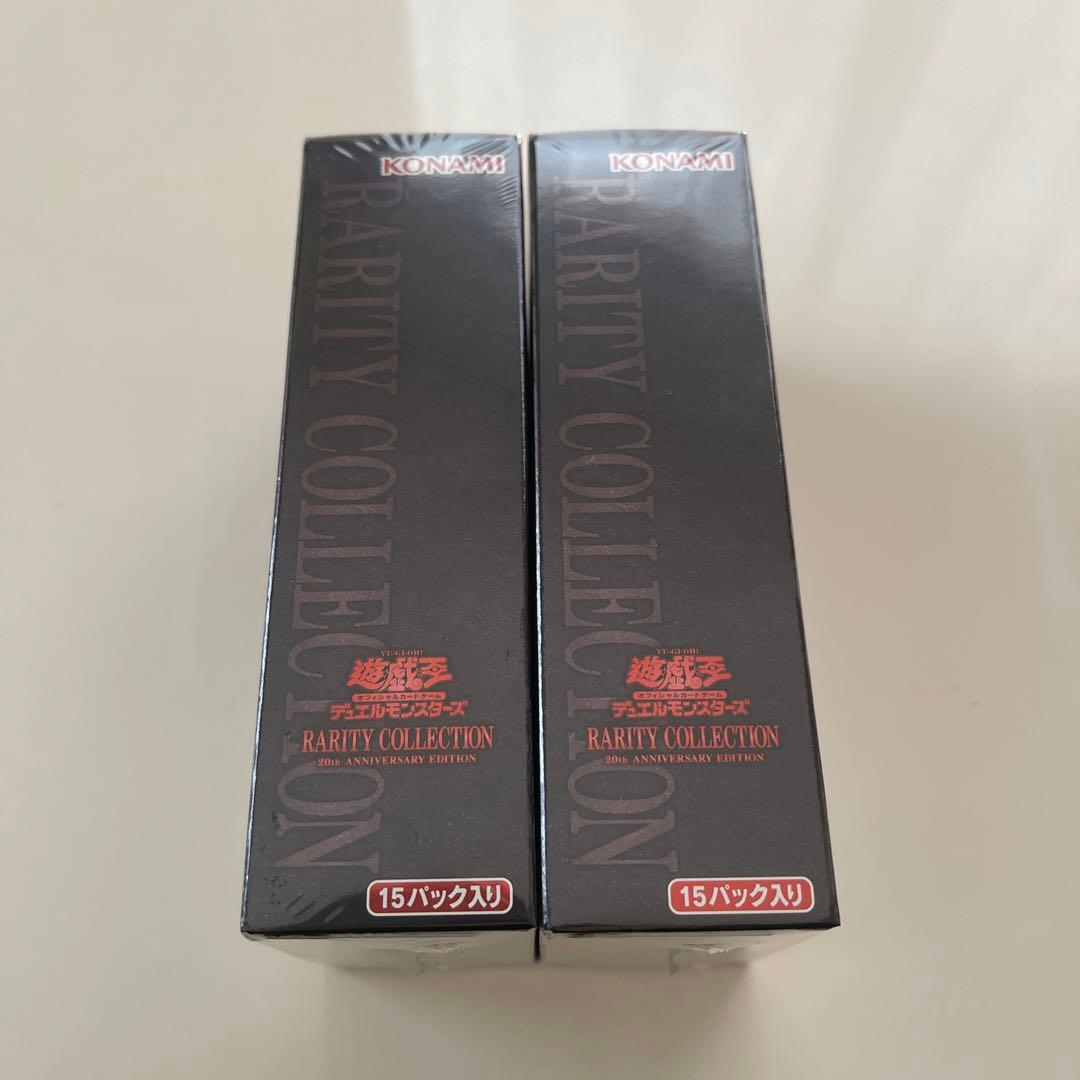 KONAMI
RARITY COLLECTION
YU-GI-OH!
遊戯王
オフィシャルカードゲーム
デュエルモンスターズ
RARITY COLLECTION
20th ANNIVERSARY EDITION
15パック入り
KONAMI
RARITY COLLECTION
YU-GI-OH!
遊戯王
オフィシャルカードゲーム
デュエルモンスターズ
RARITY COLLECTION
20th ANNIVERSARY EDITION
15パック入り